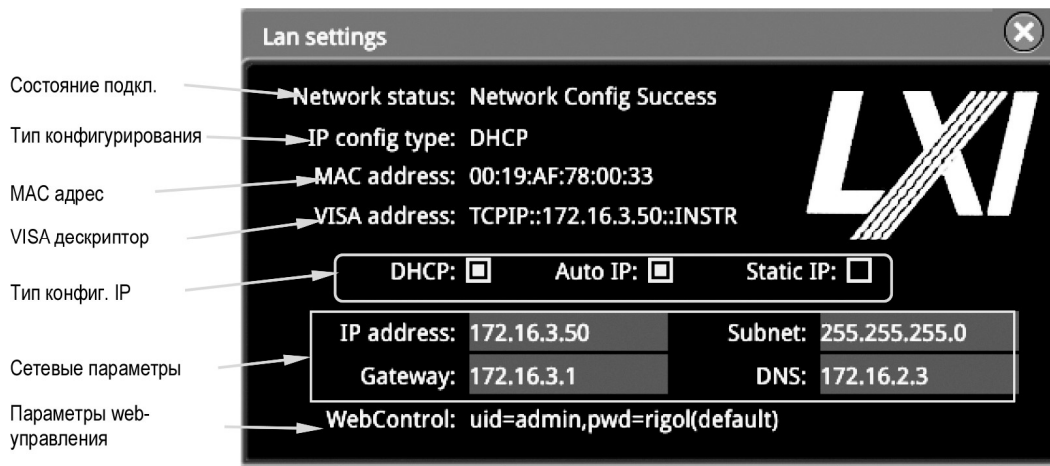 Lan settings
Состояние подкл.
Network status: Network Config Success
Тип конфигурирования
IP config type: DHCP
MAC адрес
MAC address: 00:19:AF:78:00:33
VISA дескриптор
VISA address: TCPIP::172.16.3.50::INSTR
LXI
Тип конфиг. IP
DHCP: Auto IP: Static IP:
Сетевые параметры
IP address: 172.16.3.50 Subnet: 255.255.255.0
Gateway: 172.16.3.1 DNS: 172.16.2.3
Параметры web-
управления
WebControl: uid=admin,pwd=rigol(default)